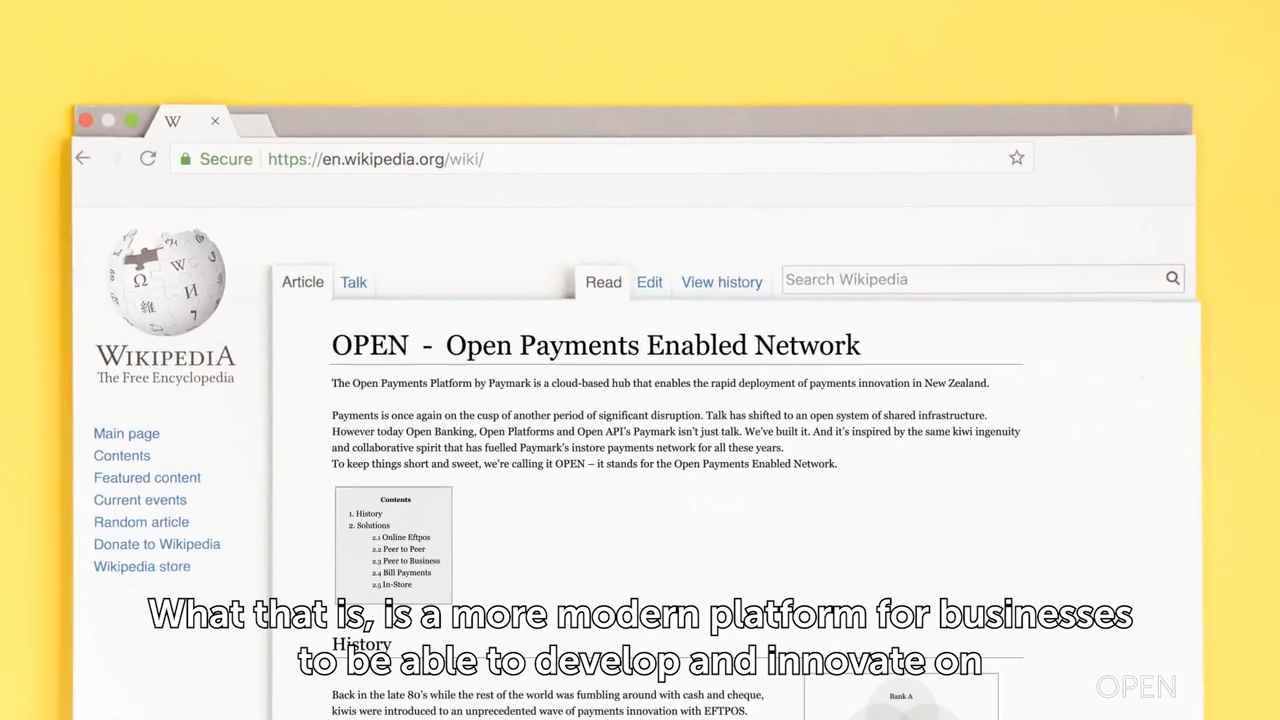 W ×
Secure | https://en.wikipedia.org/wiki/
WIKIPEDIA
The Free Encyclopedia
Main page
Contents
Featured content
Current events
Random article
Donate to Wikipedia
Wikipedia store
Article Talk Read Edit View history Search Wikipedia
OPEN - Open Payments Enabled Network
The Open Payments Platform by Paymark is a cloud-based hub that enables the rapid deployment of payments innovation in New Zealand.
Payments is once again on the cusp of another period of significant disruption. Talk has shifted to an open system of shared infrastructure.
However today Open Banking, Open Platforms and Open API's Paymark isn't just talk. We've built it. And it's inspired by the same kiwi ingenuity
and collaborative spirit that has fuelled Paymark's instore payments network for all these years.
To keep things short and sweet, we're calling it OPEN – it stands for the Open Payments Enabled Network.
Contents
1. History
2. Solutions
2.1 Online Eftpos
2.2 Peer to Peer
2.3 Peer to Business
2.4 Bill Payments
2.5 In-Store
What that is, is a more modern platform for businesses
to be able to develop and innovate on
History
Back in the late 80's while the rest of the world was fumbling around with cash and cheque,
kiwis were introduced to an unprecedented wave of payments innovation with EFTPOS.
Bank A
OPEN